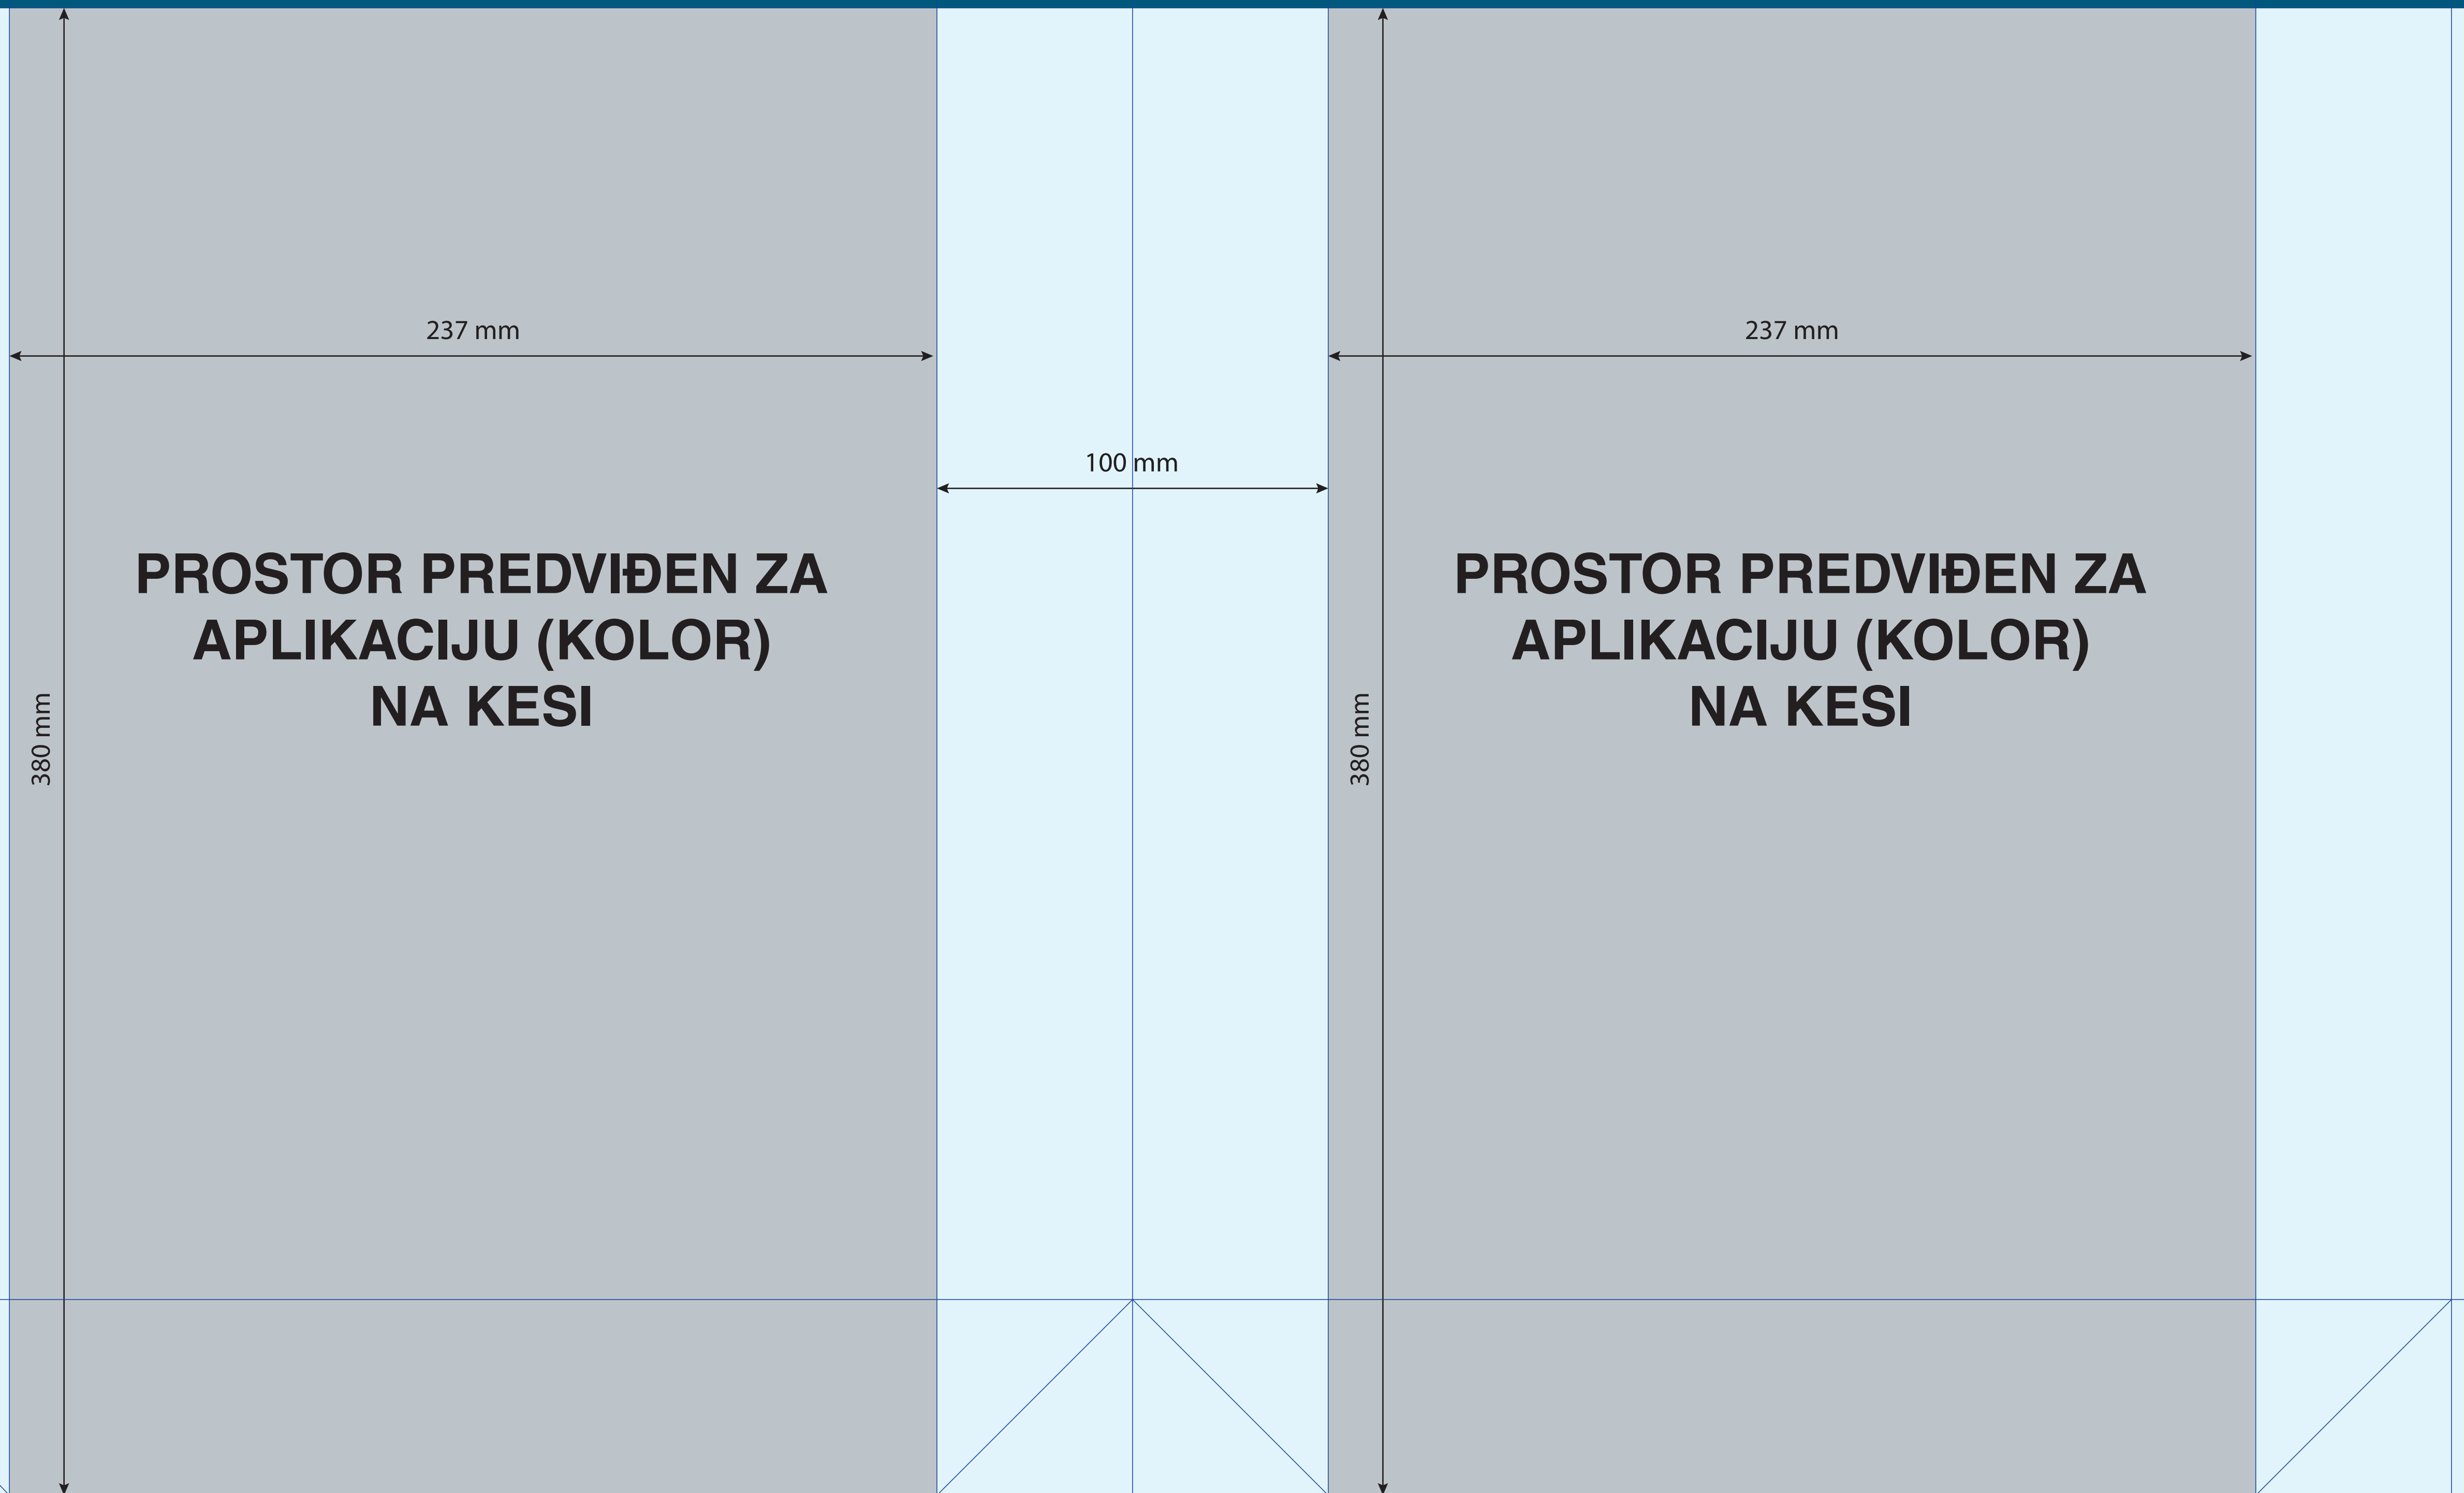 237 mm
237 mm
100 mm
PROSTOR PREDVIĐEN ZA
APLIKACIJU (KOLOR)
NA KESI
PROSTOR PREDVIĐEN ZA
APLIKACIJU (KOLOR)
NA KESI
380 mm
380 mm